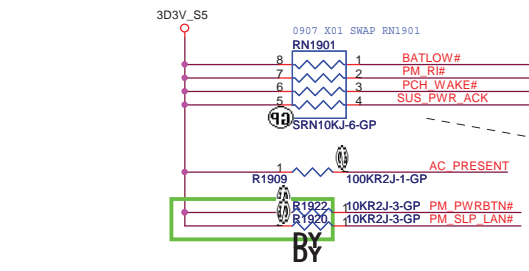 3D3V_S5
0907 X01 SWAP RN1901
RN1901
8 1 BATLOW#
7 2 PM_RI#
6 3 PCH_WAKE#
5 4 SUS_PWR_ACK
SRN10KJ-6-GP
1 AC_PRESENT
R1909 100KR2J-1-GP
R1922 1 10KR2J-3-GP PM_PWRBTN#
R1920 1 10KR2J-3-GP PM_SLP_LAN#
DY
DY